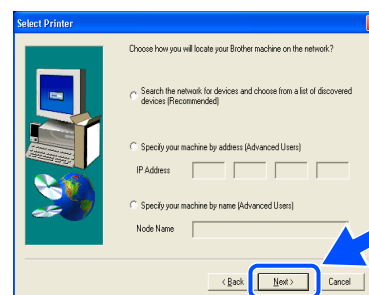 Select Printer
Choose how you will locate your Brother machine on the network?
Search the network for devices and choose from a list of discovered
devices (Recommended)
Specify your machine by address (Advanced Users)
IP Address
Specify your machine by name (Advanced Users)
Node Name
< Back
Next >
Cancel